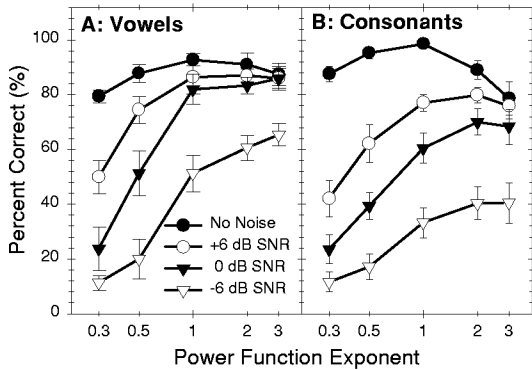 A: Vowels
B: Consonants
Percent Correct (%)
100
80
60
40
20
0
No Noise
+6 dB SNR
0 dB SNR
-6 dB SNR
0.3 0.5 1 2 3
0.3 0.5 1 2 3
Power Function Exponent